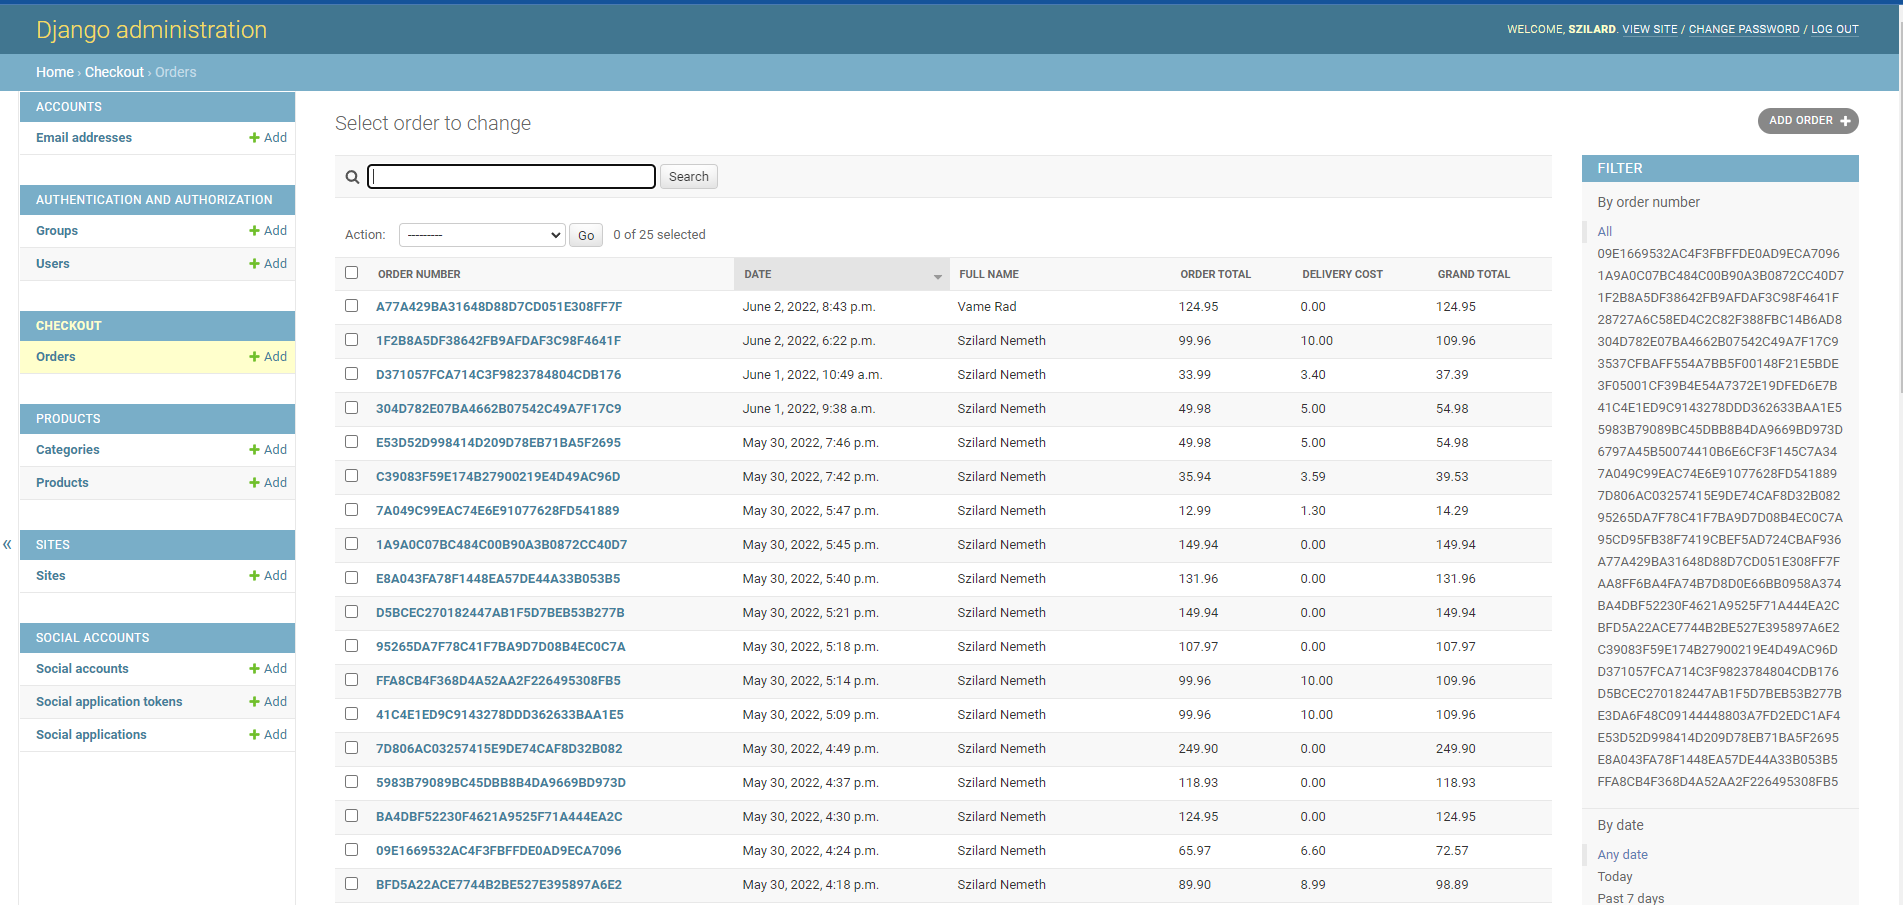 Django administration
WELCOME, SZILARD. VIEW SITE / CHANGE PASSWORD / LOG OUT
Home › Checkout › Orders
ACCOUNTS
Email addresses + Add
AUTHENTICATION AND AUTHORIZATION
Groups + Add
Users + Add
CHECKOUT
Orders + Add
PRODUCTS
Categories + Add
Products + Add
«
SITES
Sites + Add
SOCIAL ACCOUNTS
Social accounts + Add
Social application tokens + Add
Social applications + Add
Select order to change
ADD ORDER +
Search
Action: --------- Go 0 of 25 selected
ORDER NUMBER DATE FULL NAME ORDER TOTAL DELIVERY COST GRAND TOTAL
A77A429BA31648D88D7CD051E308FF7F June 2, 2022, 8:43 p.m. Vame Rad 124.95 0.00 124.95
1F2B8A5DF38642FB9AFDAF3C98F4641F June 2, 2022, 6:22 p.m. Szilard Nemeth 99.96 10.00 109.96
D371057FCA714C3F9823784804CDB176 June 1, 2022, 10:49 a.m. Szilard Nemeth 33.99 3.40 37.39
304D782E07BA4662B07542C49A7F17C9 June 1, 2022, 9:38 a.m. Szilard Nemeth 49.98 5.00 54.98
E53D52D998414D209D78EB71BA5F2695 May 30, 2022, 7:46 p.m. Szilard Nemeth 49.98 5.00 54.98
C39083F59E174B27900219E4D49AC96D May 30, 2022, 7:42 p.m. Szilard Nemeth 35.94 3.59 39.53
7A049C99EAC74E6E91077628FD541889 May 30, 2022, 5:47 p.m. Szilard Nemeth 12.99 1.30 14.29
1A9A0C07BC484C00B90A3B0872CC40D7 May 30, 2022, 5:45 p.m. Szilard Nemeth 149.94 0.00 149.94
E8A043FA78F1448EA57DE44A33B053B5 May 30, 2022, 5:40 p.m. Szilard Nemeth 131.96 0.00 131.96
D5BCEC270182447AB1F5D7BEB53B277B May 30, 2022, 5:21 p.m. Szilard Nemeth 149.94 0.00 149.94
95265DA7F78C41F7BA9D7D08B4EC0C7A May 30, 2022, 5:18 p.m. Szilard Nemeth 107.97 0.00 107.97
FFA8CB4F368D4A52AA2F226495308FB5 May 30, 2022, 5:14 p.m. Szilard Nemeth 99.96 10.00 109.96
41C4E1ED9C9143278DDD362633BAA1E5 May 30, 2022, 5:09 p.m. Szilard Nemeth 99.96 10.00 109.96
7D806AC03257415E9DE74CAF8D32B082 May 30, 2022, 4:49 p.m. Szilard Nemeth 249.90 0.00 249.90
5983B79089BC45DBB8B4DA9669BD973D May 30, 2022, 4:37 p.m. Szilard Nemeth 118.93 0.00 118.93
BA4DBF52230F4621A9525F71A444EA2C May 30, 2022, 4:30 p.m. Szilard Nemeth 124.95 0.00 124.95
09E1669532AC4F3FBFFDE0AD9ECA7096 May 30, 2022, 4:24 p.m. Szilard Nemeth 65.97 6.60 72.57
BFD5A22ACE7744B2BE527E395897A6E2 May 30, 2022, 4:18 p.m. Szilard Nemeth 89.90 8.99 98.89
FILTER
By order number
All
09E1669532AC4F3FBFFDE0AD9ECA7096
1A9A0C07BC484C00B90A3B0872CC40D7
1F2B8A5DF38642FB9AFDAF3C98F4641F
28727A6C58ED4C2C82F388FBC14B6AD8
304D782E07BA4662B07542C49A7F17C9
3537CFBAFF554A7BB5F00148F21E5BDE
3F05001CF39B4E54A7372E19DFED6E7B
41C4E1ED9C9143278DDD362633BAA1E5
5983B79089BC45DBB8B4DA9669BD973D
6797A45B50074410B6E6CF3F145C7A34
7A049C99EAC74E6E91077628FD541889
7D806AC03257415E9DE74CAF8D32B082
95265DA7F78C41F7BA9D7D08B4EC0C7A
95CD95FB38F7419CBEF5AD724CBAF936
A77A429BA31648D88D7CD051E308FF7F
AA8FF6BA4FA74B7D8D0E66BB0958A374
BA4DBF52230F4621A9525F71A444EA2C
BFD5A22ACE7744B2BE527E395897A6E2
C39083F59E174B27900219E4D49AC96D
D371057FCA714C3F9823784804CDB176
D5BCEC270182447AB1F5D7BEB53B277B
E3DA6F48C09144448803A7FD2EDC1AF4
E53D52D998414D209D78EB71BA5F2695
E8A043FA78F1448EA57DE44A33B053B5
FFA8CB4F368D4A52AA2F226495308FB5
By date
Any date
Today
Past 7 days